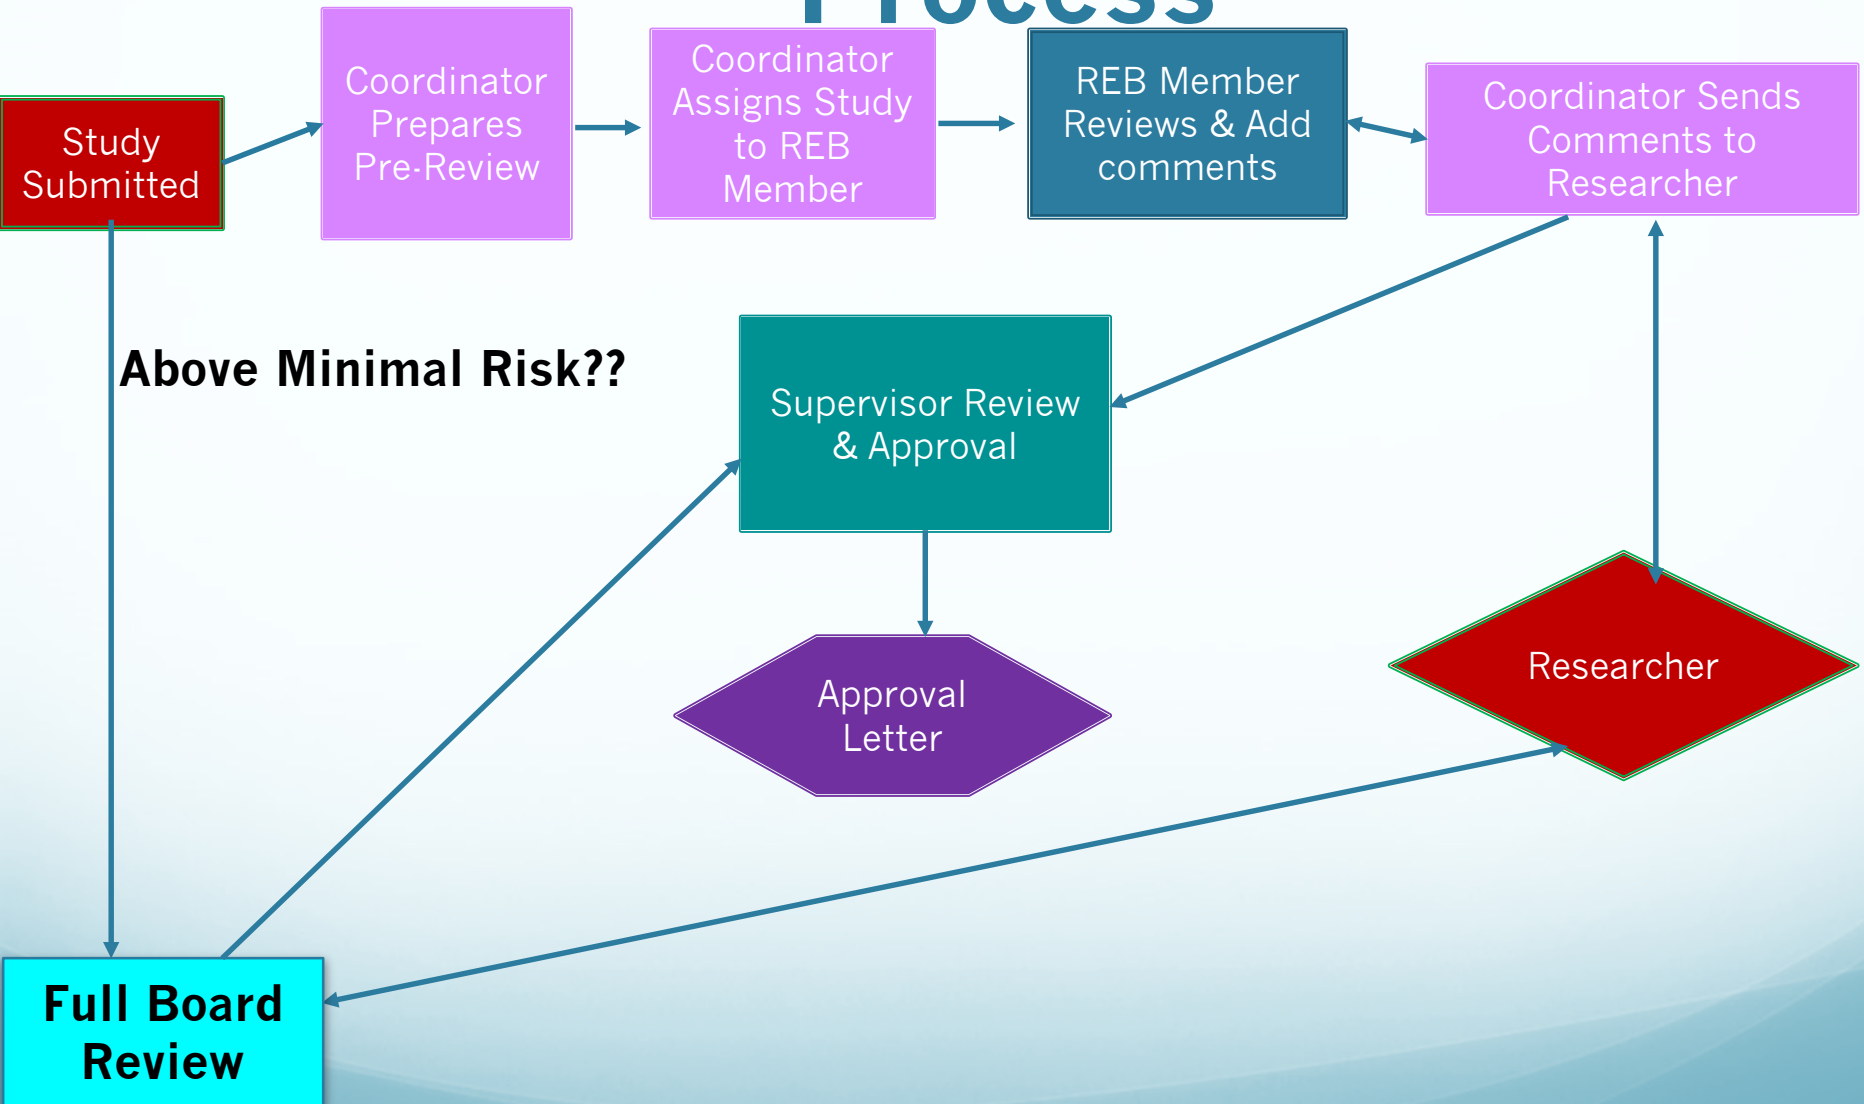 Process
Coordinator
Prepares
Pre-Review
Coordinator
Assigns Study
to REB
Member
REB Member
Reviews & Add
comments
Coordinator Sends
Comments to
Researcher
Study
Submitted
Above Minimal Risk??
Supervisor Review
& Approval
Approval
Letter
Researcher
Full Board
Review